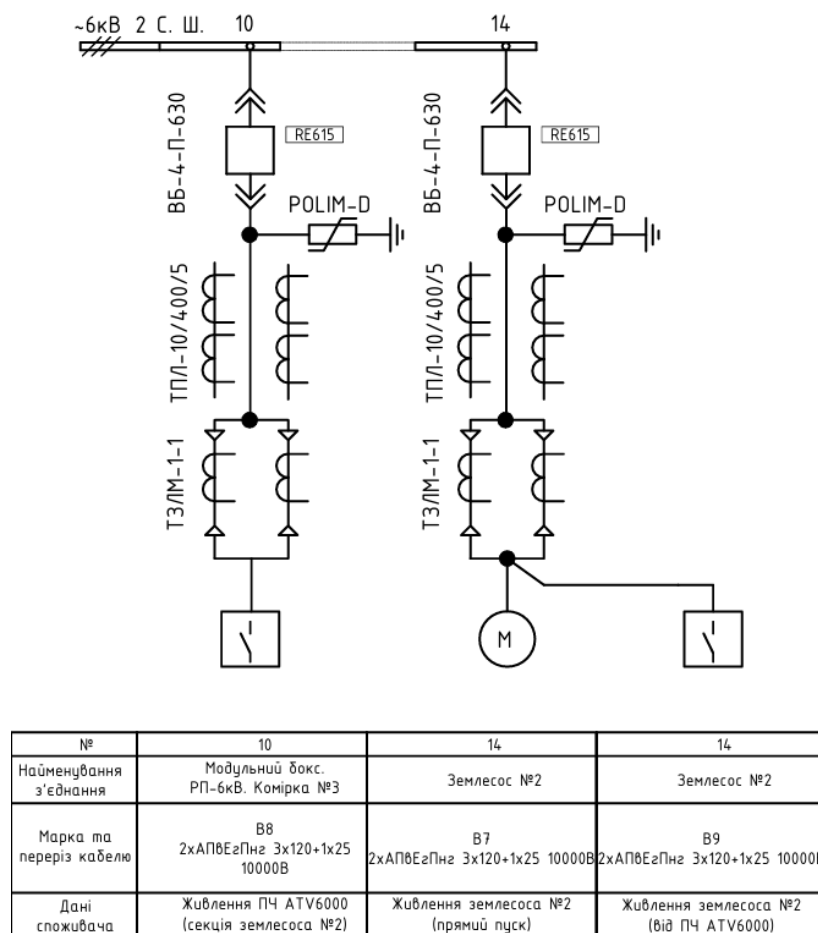 ~6кВ 2 С. Ш. 10 14
ВБ-4-П-630
RE615
ВБ-4-П-630
RE615
POLIM-D
POLIM-D
ТПЛ-10/400/5
ТПЛ-10/400/5
ТЗЛМ-1-1
ТЗЛМ-1-1
М
№ 10 14 14
Найменування
з'єднання
Модульний бокс.
РП-6кВ. Комірка №3
Землесос №2
Землесос №2
Марка та
переріз кабелю
В8
2хАПвЕгПнг 3х120+1х25
10000В
В7
2хАПвЕгПнг 3х120+1х25 10000В
В9
2хАПвЕгПнг 3х120+1х25 10000В
Дані
споживача
Живлення ПЧ ATV6000
(секція землесоса №2)
Живлення землесоса №2
(прямий пуск)
Живлення землесоса №2
(від ПЧ ATV6000)